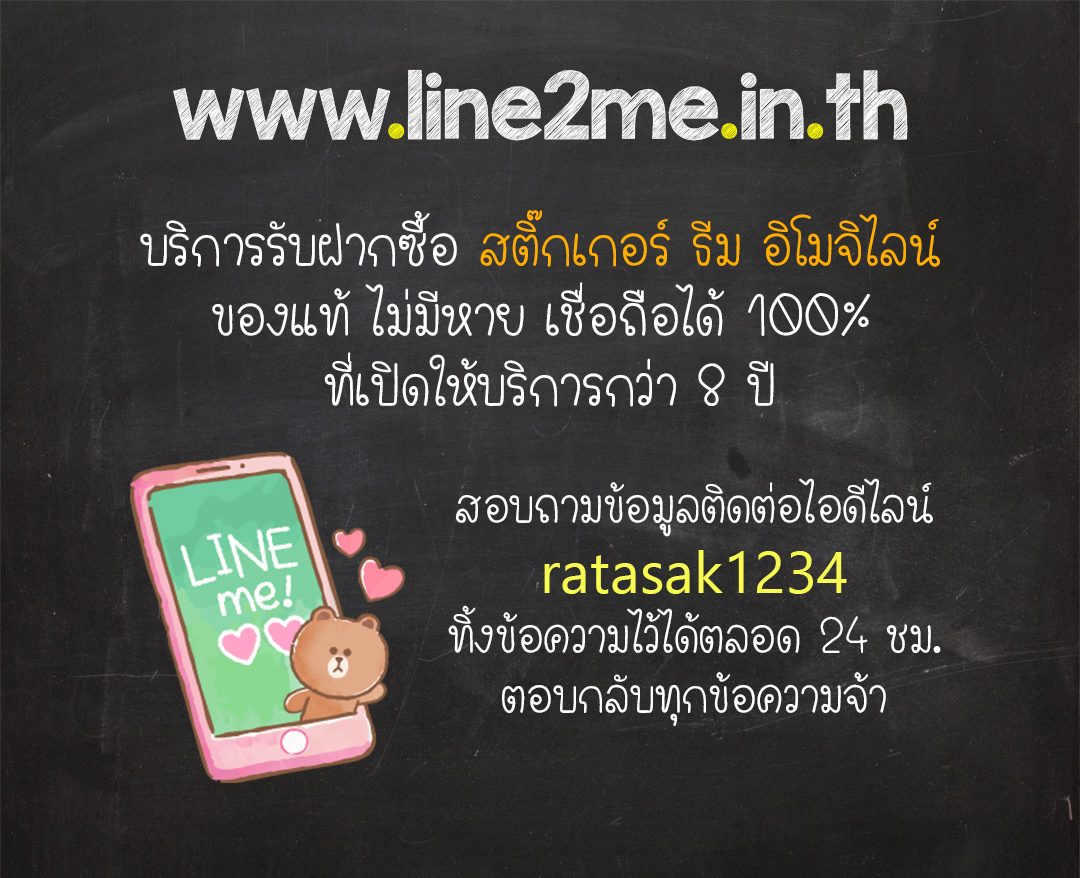 www.line2me.in.th
บริการรับฝากซื้อ สติ๊กเกอร์ ธีม อิโมจิไลน์
ของแท้ ไม่มีหาย เชื่อถือได้ 100%
ที่เปิดให้บริการกว่า 8 ปี
LINE
me!
สอบถามข้อมูลติดต่อไอดีไลน์
ratasak1234
ทิ้งข้อความไว้ได้ตลอด 24 ชม.
ตอบกลับทุกข้อความจ้า